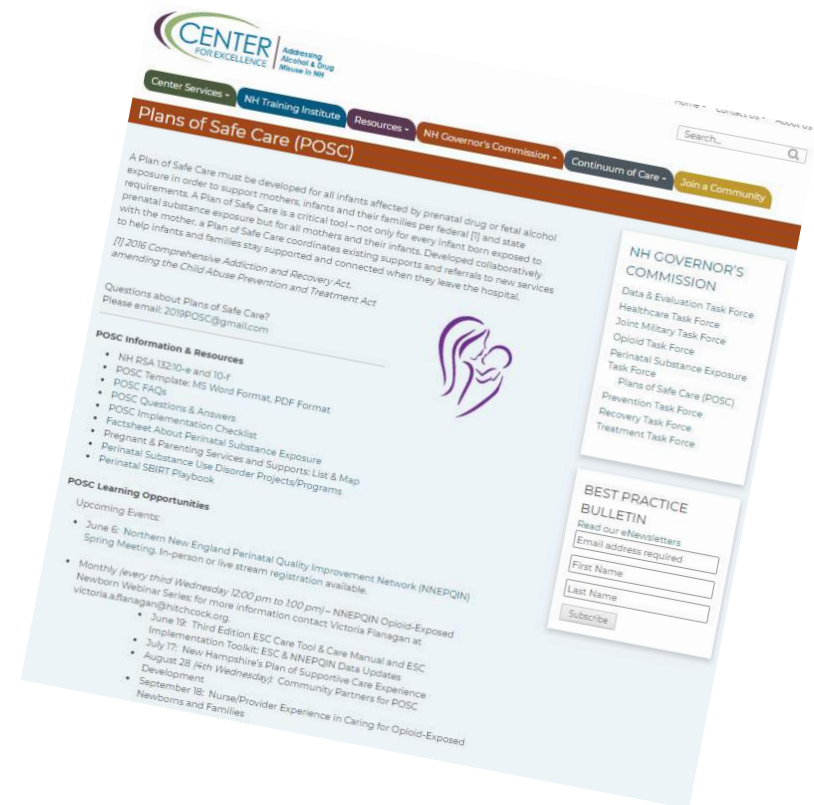 CENTER
FOR EXCELLENCE
Addressing
Alcohol & Drug
Misuse in NH
Search...
Center Services
NH Training Institute
Resources
NH Governor's Commission
Continuum of Care
Join a Community
Plans of Safe Care (POSC)
A Plan of Safe Care must be developed for all infants affected by prenatal drug or fetal alcohol
exposure in order to support mothers, infants and their families per federal [1] and state
requirements. A Plan of Safe Care is a critical tool – not only for every infant born exposed to
prenatal substance exposure but for all mothers and their infants. Developed collaboratively
with the mother, a Plan of Safe Care coordinates existing supports and referrals to new services
to help infants and families stay supported and connected when they leave the hospital.
[1] 2016 Comprehensive Addiction and Recovery Act,
amending the Child Abuse Prevention and Treatment Act
Questions about Plans of Safe Care?
Please email: 2019POSC@gmail.com
POSC Information & Resources
• NH RSA 132:10-e and 10-f
• POSC Template: MS Word Format, PDF Format
• POSC FAQs
• POSC Questions & Answers
• POSC Implementation Checklist
• Factsheet About Perinatal Substance Exposure
• Pregnant & Parenting Services and Supports: List & Map
• Perinatal Substance Use Disorder Projects/Programs
• Perinatal SBIRT Playbook
POSC Learning Opportunities
Upcoming Events:
• June 6: Northern New England Perinatal Quality Improvement Network (NNEPQIN)
Spring Meeting. In-person or live stream registration available.
• Monthly (every third Wednesday 12:00 pm to 1:00 pm) – NNEPQIN Opioid-Exposed
Newborn Webinar Series; for more information contact Victoria Flanagan at
victoria.a.flanagan@hitchcock.org.
• June 19: Third Edition ESC Care Tool & Care Manual and ESC
Implementation Toolkit; ESC & NNEPQIN Data Updates
• July 17: New Hampshire's Plan of Supportive Care Experience
• August 28 (4th Wednesday): Community Partners for POSC
Development
• September 18: Nurse/Provider Experience in Caring for Opioid-Exposed
Newborns and Families
NH GOVERNOR'S
COMMISSION
Data & Evaluation Task Force
Healthcare Task Force
Joint Military Task Force
Opioid Task Force
Perinatal Substance Exposure
Task Force
Plans of Safe Care (POSC)
Prevention Task Force
Recovery Task Force
Treatment Task Force
BEST PRACTICE
BULLETIN
Read our eNewsletters
Email address required
First Name
Last Name
Subscribe